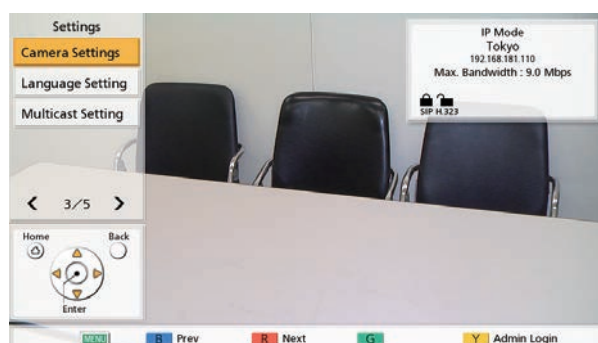 Settings
Camera Settings
Language Setting
Multicast Setting
3/5
Home
Back
Enter
IP Mode
Tokyo
192.168.181.110
Max. Bandwidth : 9.0 Mbps
SIP H.323
MENU
B Prev
R Next
G
Y Admin Login